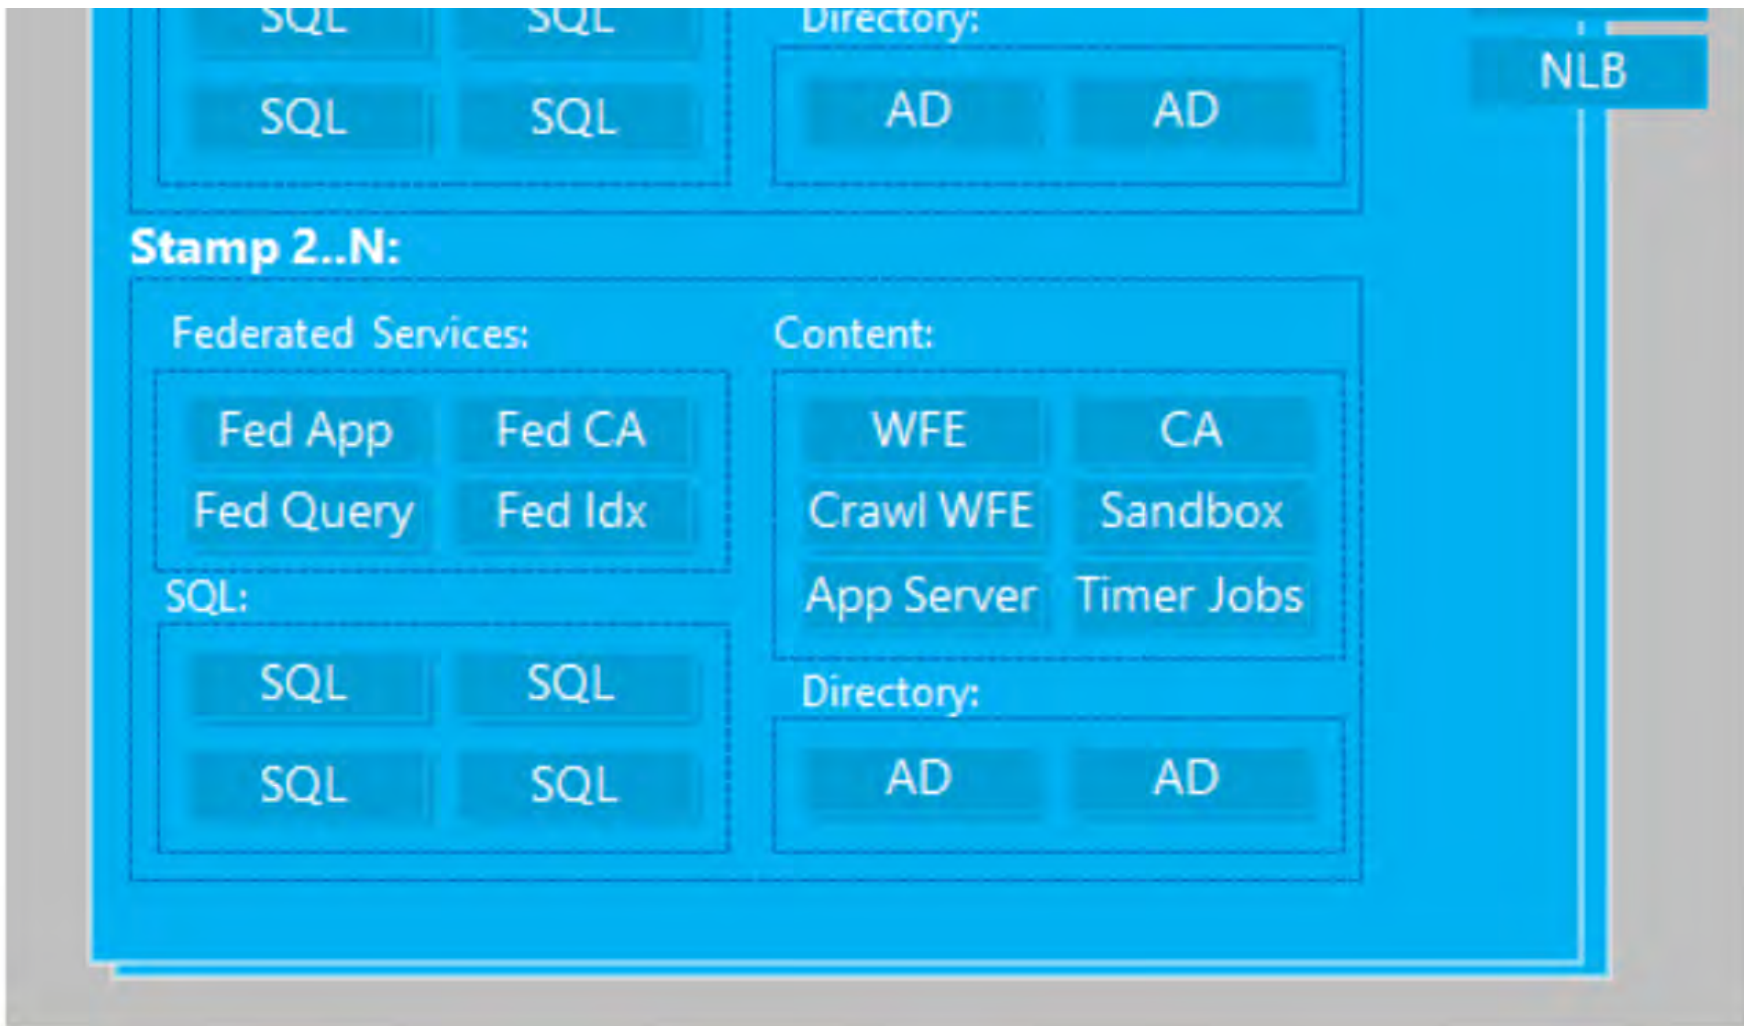 SQL SQL
Directory:
NLB
SQL SQL
AD AD
Stamp 2..N:
Federated Services:
Fed App Fed CA
Fed Query Fed Idx
SQL:
SQL SQL
SQL SQL
Content:
WFE CA
Crawl WFE Sandbox
App Server Timer Jobs
Directory:
AD AD